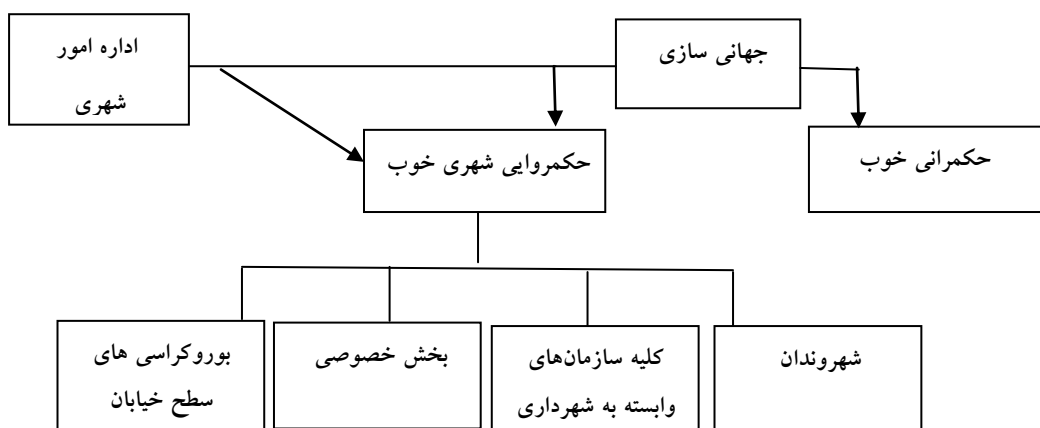 جهانی سازی
اداره امور
شهری
حکمرانی خوب
حکمروایی شهری خوب
شهروندان
کلیه سازمان‌های
وابسته به شهرداری
بخش خصوصی
بوروکراسی های
سطح خیابان